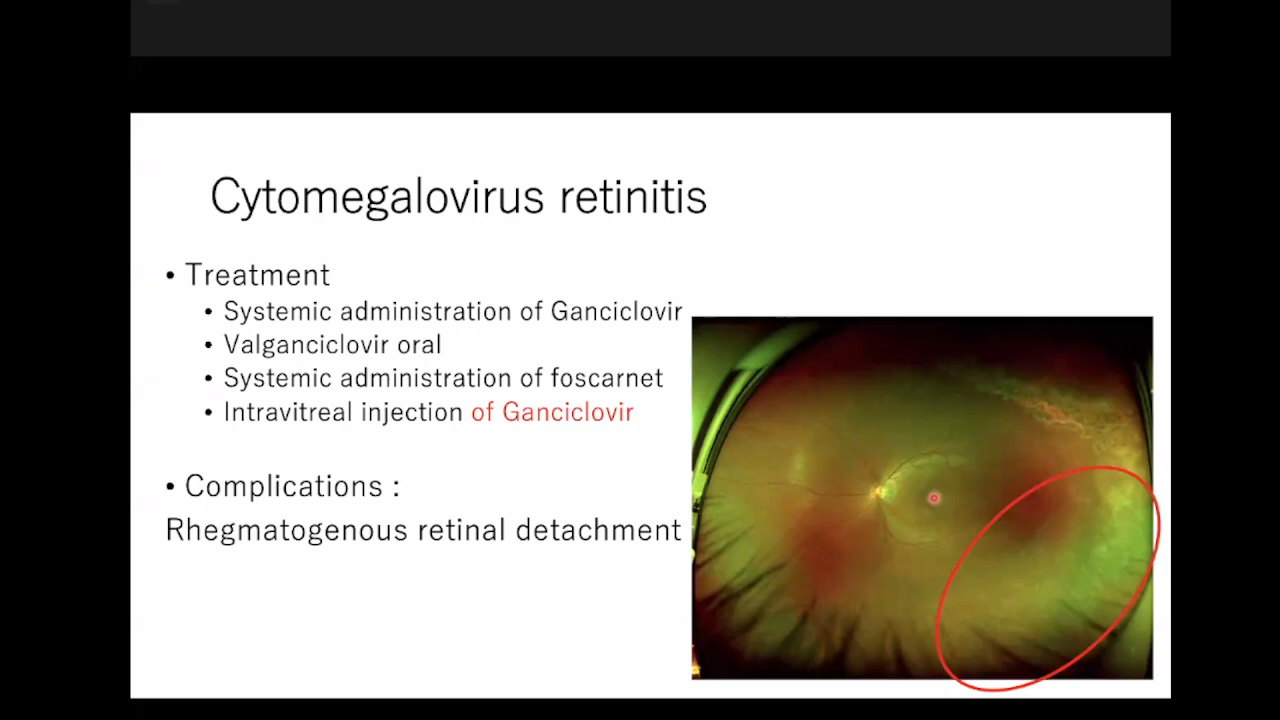 Cytomegalovirus retinitis
• Treatment
• Systemic administration of Ganciclovir
• Valganciclovir oral
• Systemic administration of foscarnet
• Intravitreal injection of Ganciclovir
• Complications :
Rhegmatogenous retinal detachment